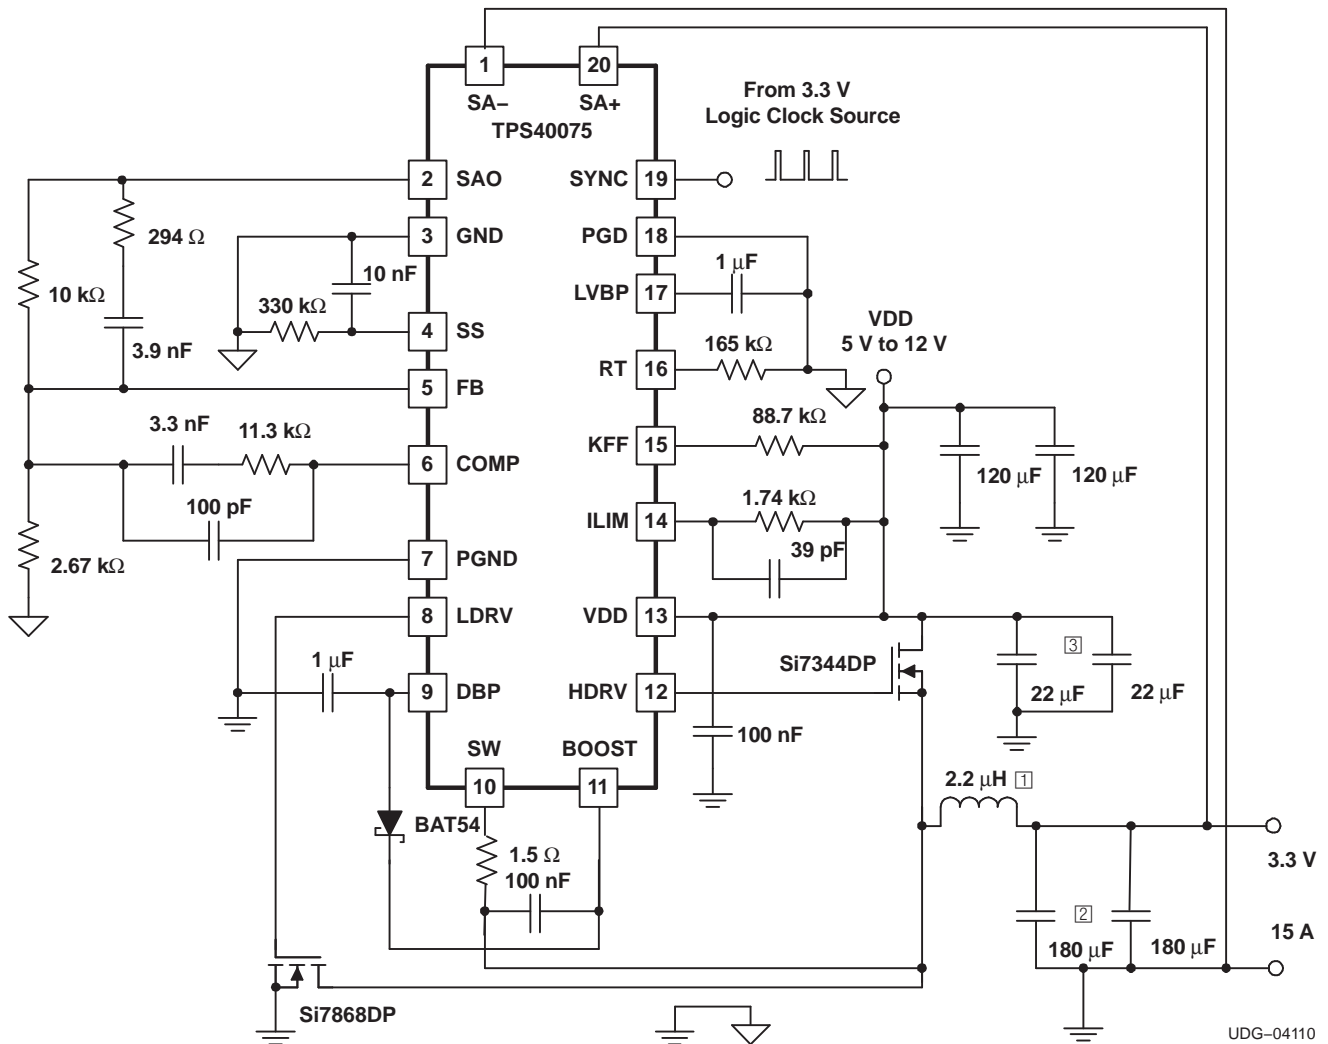 1
20
SA–
SA+
TPS40075
From 3.3 V
Logic Clock Source
2
SAO
SYNC
19
294 Ω
3
GND
PGD
18
10 nF
1 μF
10 kΩ
330 kΩ
LVBP
17
3.9 nF
4
SS
VDD
5 V to 12 V
165 kΩ
RT
16
5
FB
3.3 nF
11.3 kΩ
88.7 kΩ
KFF
15
6
COMP
120 μF
120 μF
100 pF
1.74 kΩ
ILIM
14
39 pF
2.67 kΩ
7
PGND
8
LDRV
VDD
13
Si7344DP
3
1 μF
22 μF
22 μF
9
DBP
HDRV
12
100 nF
SW
BOOST
10
11
2.2 μH 1
BAT54
1.5 Ω
100 nF
3.3 V
2
15 A
180 μF
180 μF
Si7868DP
UDG–04110